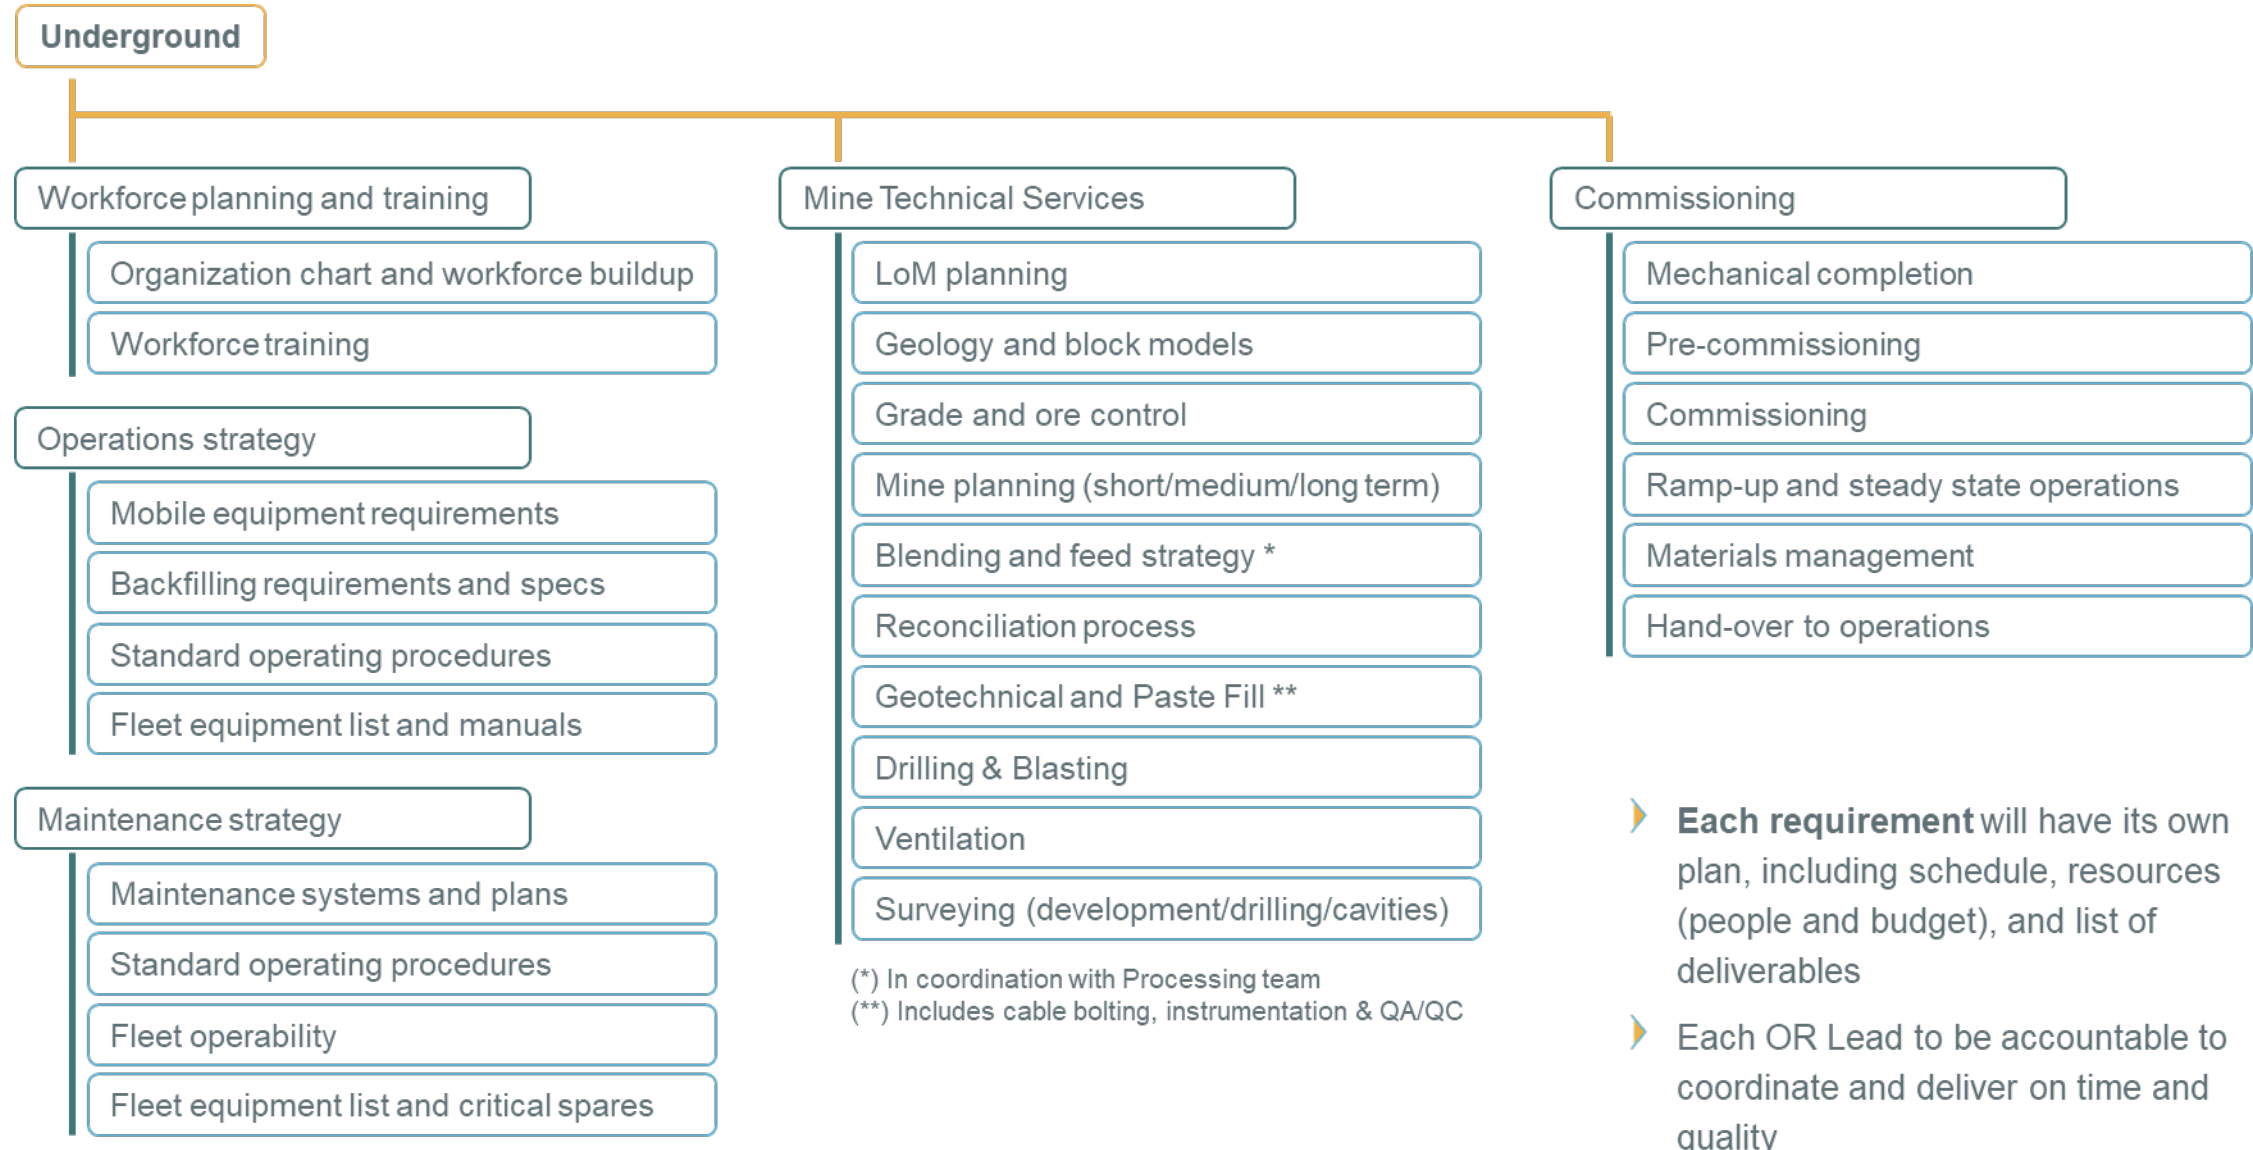 Underground
Workforce planning and training
Organization chart and workforce buildup
Workforce training
Operations strategy
Mobile equipment requirements
Backfilling requirements and specs
Standard operating procedures
Fleet equipment list and manuals
Maintenance strategy
Maintenance systems and plans
Standard operating procedures
Fleet operability
Fleet equipment list and critical spares
Mine Technical Services
LoM planning
Geology and block models
Grade and ore control
Mine planning (short/medium/long term)
Blending and feed strategy *
Reconciliation process
Geotechnical and Paste Fill **
Drilling & Blasting
Ventilation
Surveying (development/drilling/cavities)
(*) In coordination with Processing team
(**) Includes cable bolting, instrumentation & QA/QC
Commissioning
Mechanical completion
Pre-commissioning
Commissioning
Ramp-up and steady state operations
Materials management
Hand-over to operations
Each requirement will have its own
plan, including schedule, resources
(people and budget), and list of
deliverables
Each OR Lead to be accountable to
coordinate and deliver on time and
quality